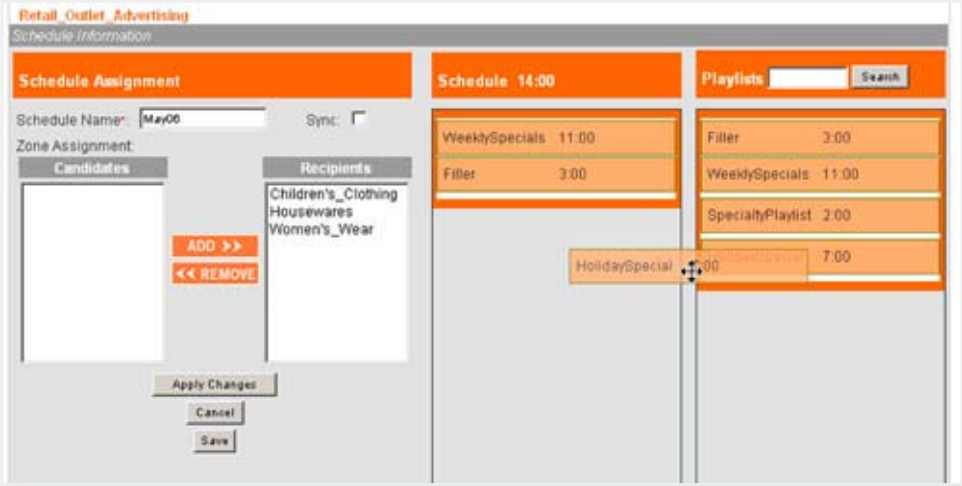 Retail_Outlet_Advertising
Schedule Information
Schedule Assignment
Schedule Name*: May06
Sync:
Zone Assignment:
Candidates
Recipients
Children's_Clothing
Housewares
Women's_Wear
ADD >>
<< REMOVE
Apply Changes
Cancel
Save
Schedule 14:00
WeeklySpecials 11:00
Filler 3:00
Playlists
Search
Filler 3:00
WeeklySpecials 11:00
SpecialtyPlaylist 2:00
7:00
HolidaySpecial :00